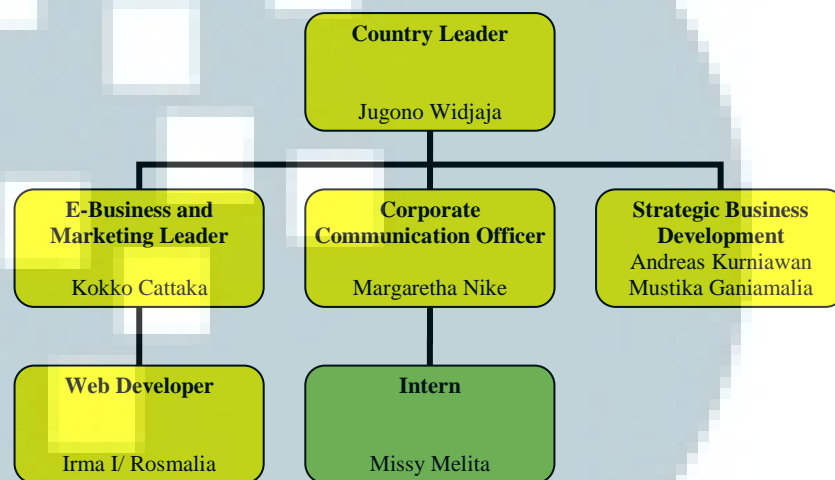 Country Leader
Jugono Widjaja
E-Business and
Marketing Leader
Kokko Cattaka
Corporate
Communication Officer
Margaretha Nike
Strategic Business
Development
Andreas Kurniawan
Mustika Ganiamalia
Web Developer
Irma I/ Rosmalia
Intern
Missy Melita